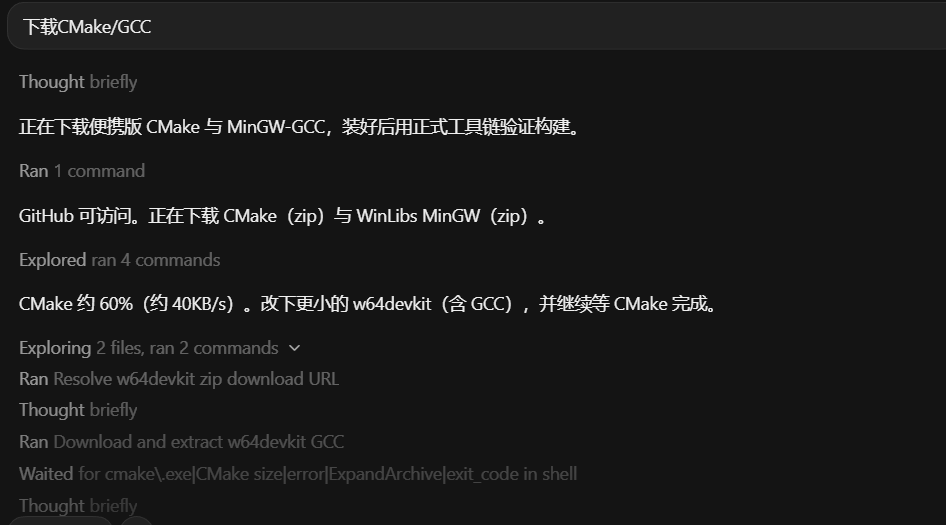 下载CMake/GCC
Thought briefly
正在下载便携版 CMake 与 MinGW-GCC，装好后用正式工具链验证构建。
Ran 1 command
GitHub 可访问。正在下载 CMake（zip）与 WinLibs MinGW（zip）。
Explored ran 4 commands
CMake 约 60%（约 40KB/s）。改下更小的 w64devkit（含 GCC），并继续等 CMake 完成。
Exploring 2 files, ran 2 commands
Ran Resolve w64devkit zip download URL
Thought briefly
Ran Download and extract w64devkit GCC
Waited for cmake\.exe|CMake size|error|ExpandArchive|exit_code in shell
Thought briefly